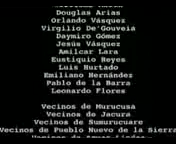 Douglas Arias
Orlando Vásquez
Virgilio De'Gouveia
Daymiro Gómez
Jesús Vásquez
Amilcar Lara
Eustiquio Reyes
Luis Hurtado
Emiliano Hernández
Pablo de la Barra
Leonardo Flores
Vecinos de Murucusa
Vecinos de Jacura
Vecinos de Sumurucuare
Vecinos de Pueblo Nuevo de la Sierra